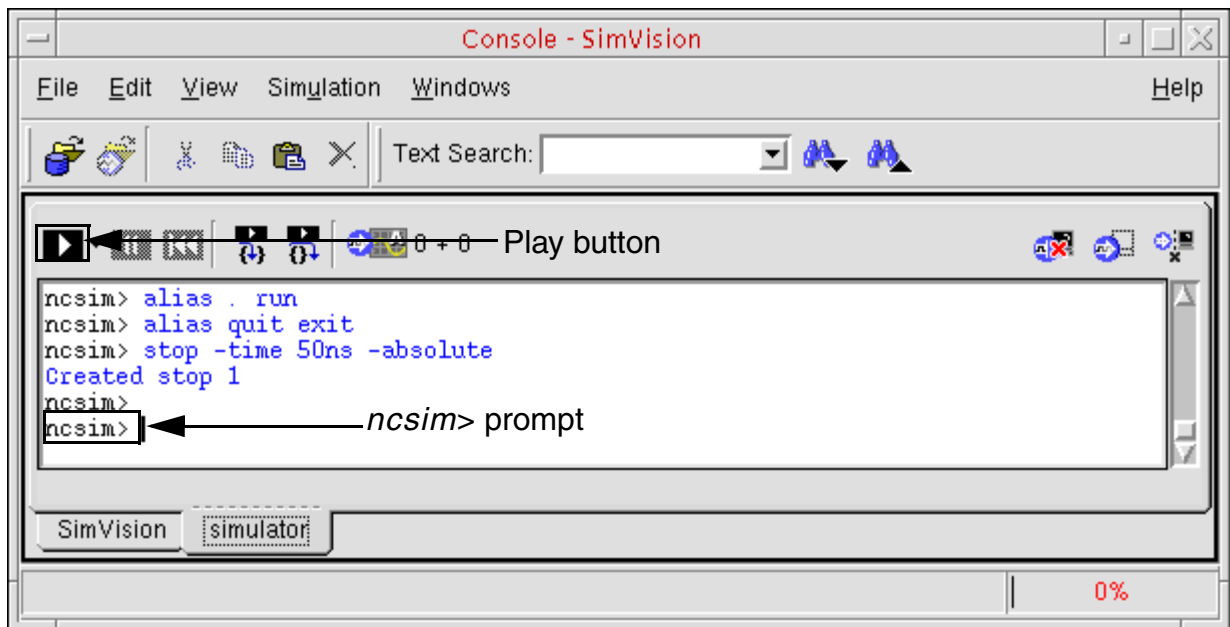 Console - SimVision
File Edit View Simulation Windows Help
Text Search:
0 + 0 Play button
ncsim> alias . run
ncsim> alias quit exit
ncsim> stop -time 50ns -absolute
Created stop 1
ncsim>
ncsim> ncsim> prompt
SimVision simulator
0%